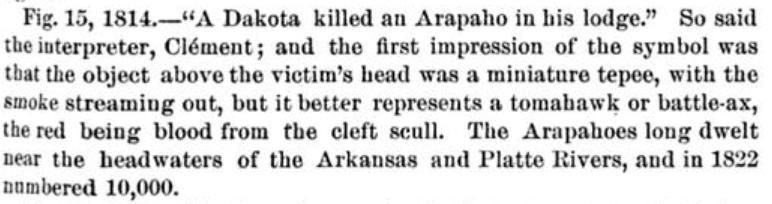 Fig. 15, 1814.—“A Dakota killed an Arapaho in his lodge.” So said
the interpreter, Clément; and the first impression of the symbol was
that the object above the victim’s head was a miniature tepee, with the
smoke streaming out, but it better represents a tomahawk or battle-ax,
the red being blood from the cleft scull. The Arapahoes long dwelt
near the headwaters of the Arkansas and Platte Rivers, and in 1822
numbered 10,000.